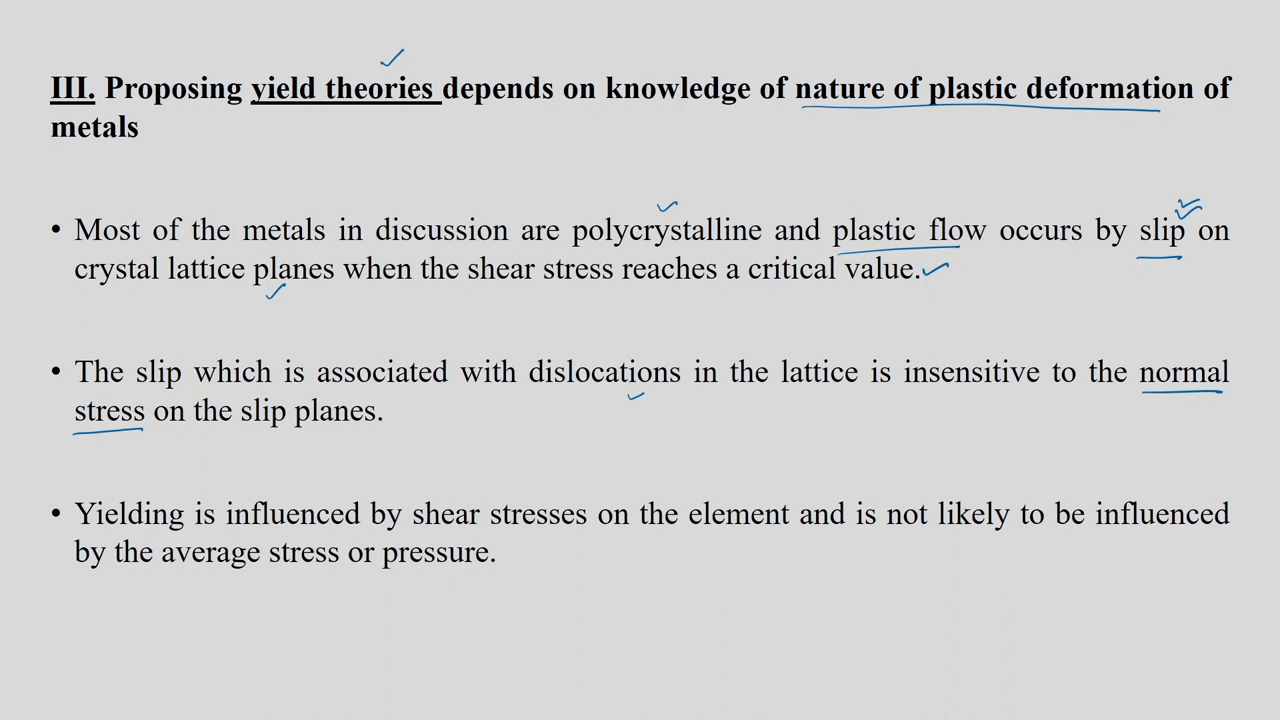 III. Proposing yield theories depends on knowledge of nature of plastic deformation of
metals
• Most of the metals in discussion are polycrystalline and plastic flow occurs by slip on
crystal lattice planes when the shear stress reaches a critical value.
• The slip which is associated with dislocations in the lattice is insensitive to the normal
stress on the slip planes.
• Yielding is influenced by shear stresses on the element and is not likely to be influenced
by the average stress or pressure.